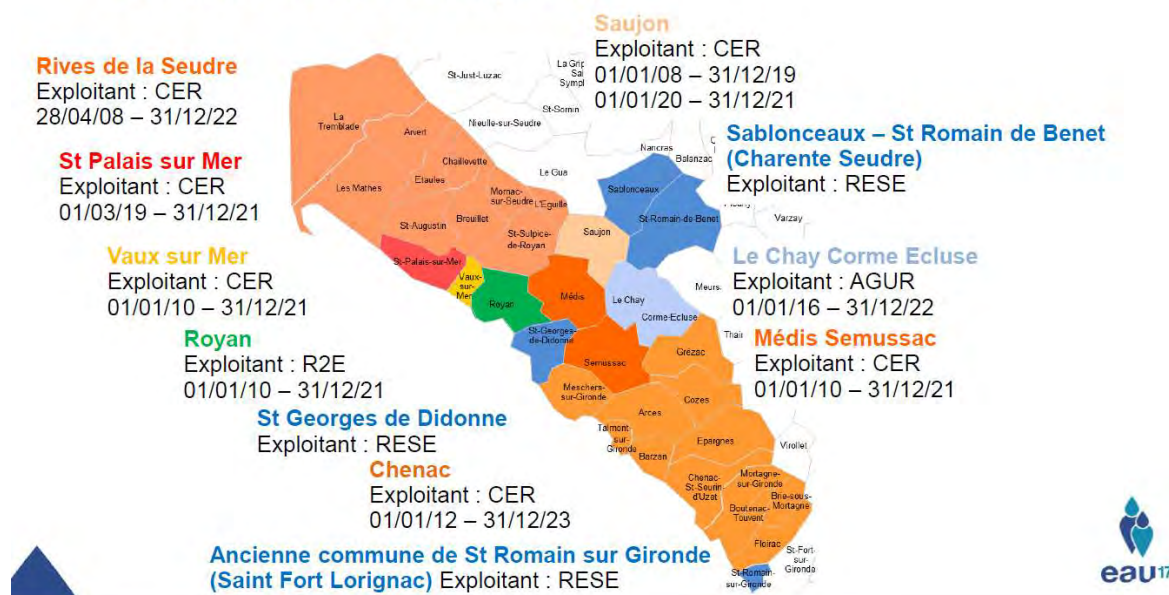 Saujon
Exploitant : CER
01/01/08 – 31/12/19
01/01/20 – 31/12/21
Rives de la Seudre
Exploitant : CER
28/04/08 – 31/12/22
St Palais sur Mer
Exploitant : CER
01/03/19 – 31/12/21
Sablonceaux – St Romain de Benet
(Charente Seudre)
Exploitant : RESE
Vaux sur Mer
Exploitant : CER
01/01/10 – 31/12/21
Le Chay Corme Ecluse
Exploitant : AGUR
01/01/16 – 31/12/22
Royan
Exploitant : R2E
01/01/10 – 31/12/21
Médis Semussac
Exploitant : CER
01/01/10 – 31/12/21
St Georges de Didonne
Exploitant : RESE
Chenac
Exploitant : CER
01/01/12 – 31/12/23
Ancienne commune de St Romain sur Gironde
(Saint Fort Lorignac) Exploitant : RESE
St-Just-Luzac
La Grip
Sai
Symph
St-Sornin
Nieulle-sur-Seudre
La
Tremblade
Arvert
Chaillevette
Le Gua
Nancras
Balanzac
Les Mathes
Etaules
Mornac-
sur-Seudre
L'Eguille
Sablonceaux
St-Romain-de-Benet
Varzay
St-Augustin
Breuillet
St-Sulpice-
de-Royan
Saujon
St-Palais-sur-Mer
Vaux-
sur-
Mer
Royan
Médis
Le Chay
Meurs
Corme-Ecluse
St-Georges-
de-Didonne
Thair
Semussac
Grézac
Meschers-
sur-Gironde
Arces
Cozes
Talmont
-sur-
Gironde
Barzan
Epargnes
Virollet
Chenac-
St-Seurin
d'Uzet
Mortagne-
sur-Gironde
Brie-sous-
Mortagne
Boutenac-
Touvent
Floirac
St-Fort-
sur-
Gironde
St-Romain-
sur-Gironde
eau17